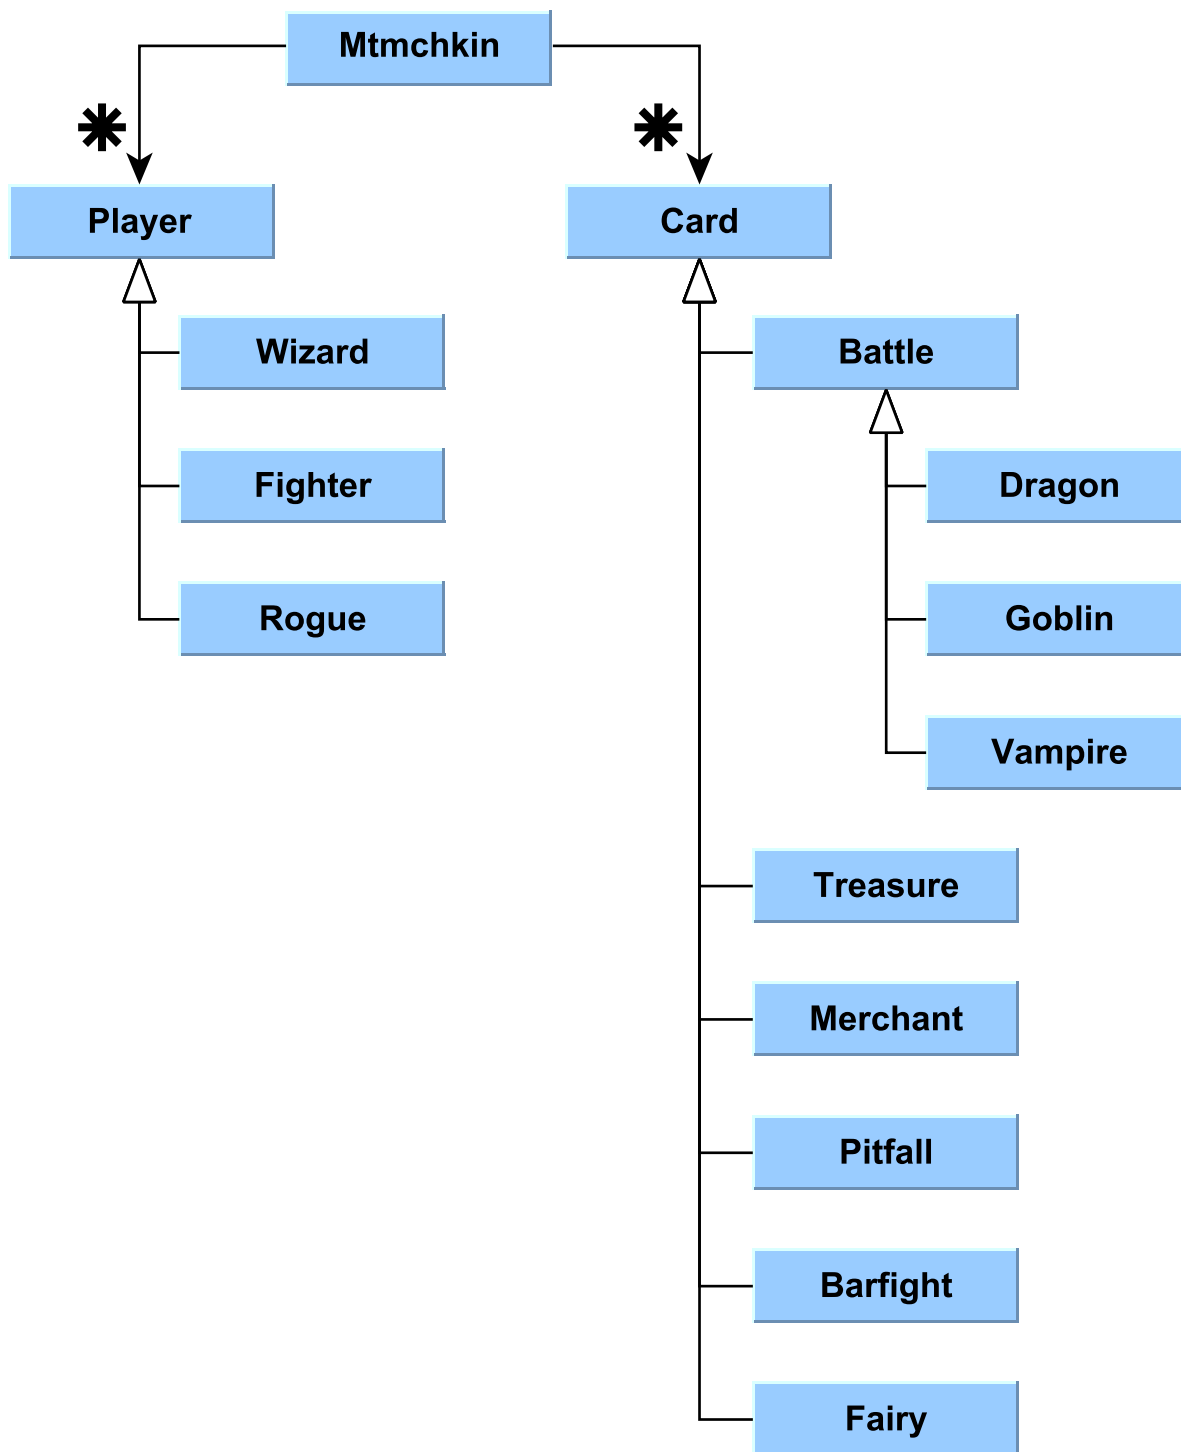 Mtmchkin
*
*
Player
Card
Wizard
Battle
Fighter
Dragon
Rogue
Goblin
Vampire
Treasure
Merchant
Pitfall
Barfight
Fairy